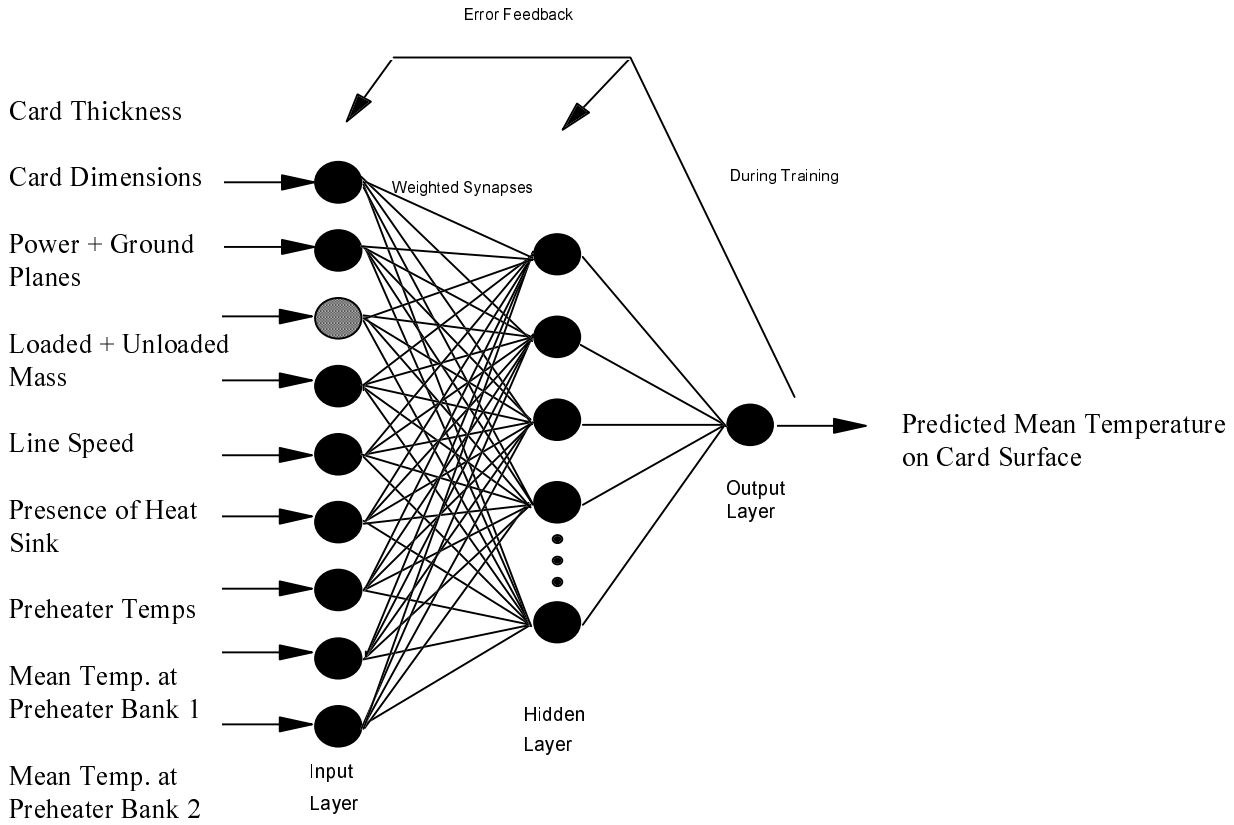 Error Feedback
Card Thickness
Card Dimensions
Weighted Synapses
During Training
Power + Ground
Planes
Loaded + Unloaded
Mass
Line Speed
Predicted Mean Temperature
on Card Surface
Output
Layer
Presence of Heat
Sink
Preheater Temps
Mean Temp. at
Preheater Bank 1
Hidden
Layer
Input
Layer
Mean Temp. at
Preheater Bank 2